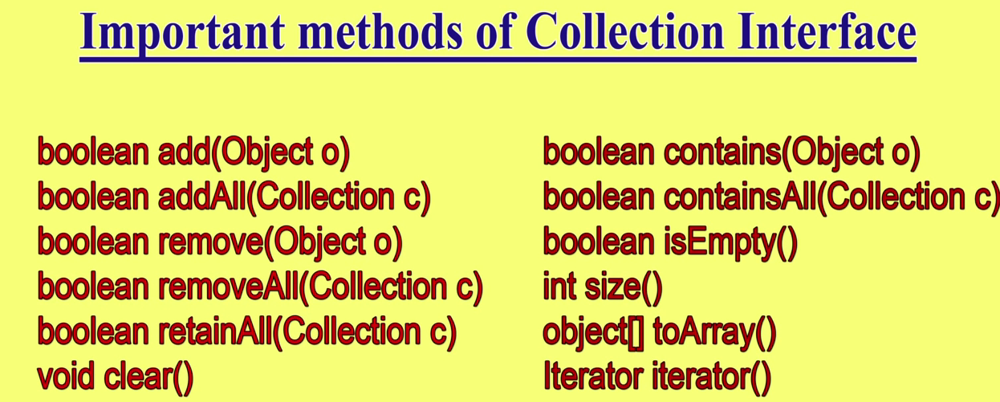 Important methods of Collection Interface
boolean add(Object o)
boolean addAll(Collection c)
boolean remove(Object o)
boolean removeAll(Collection c)
boolean retainAll(Collection c)
void clear()
boolean contains(Object o)
boolean containsAll(Collection c)
boolean isEmpty()
int size()
object[] toArray()
Iterator iterator()